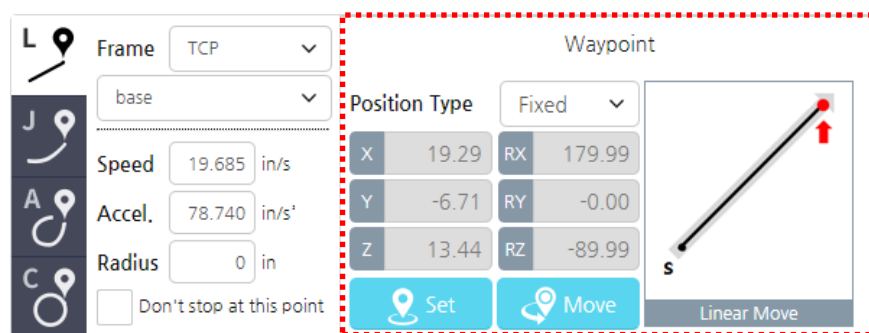 L
Frame TCP
base
J
Speed 19.685 in/s
A
Accel. 78.740 in/s²
Radius 0 in
C
Don't stop at this point
Waypoint
Position Type Fixed
X 19.29 RX 179.99
Y -6.71 RY -0.00
Z 13.44 RZ -89.99
Set Move
S
Linear Move